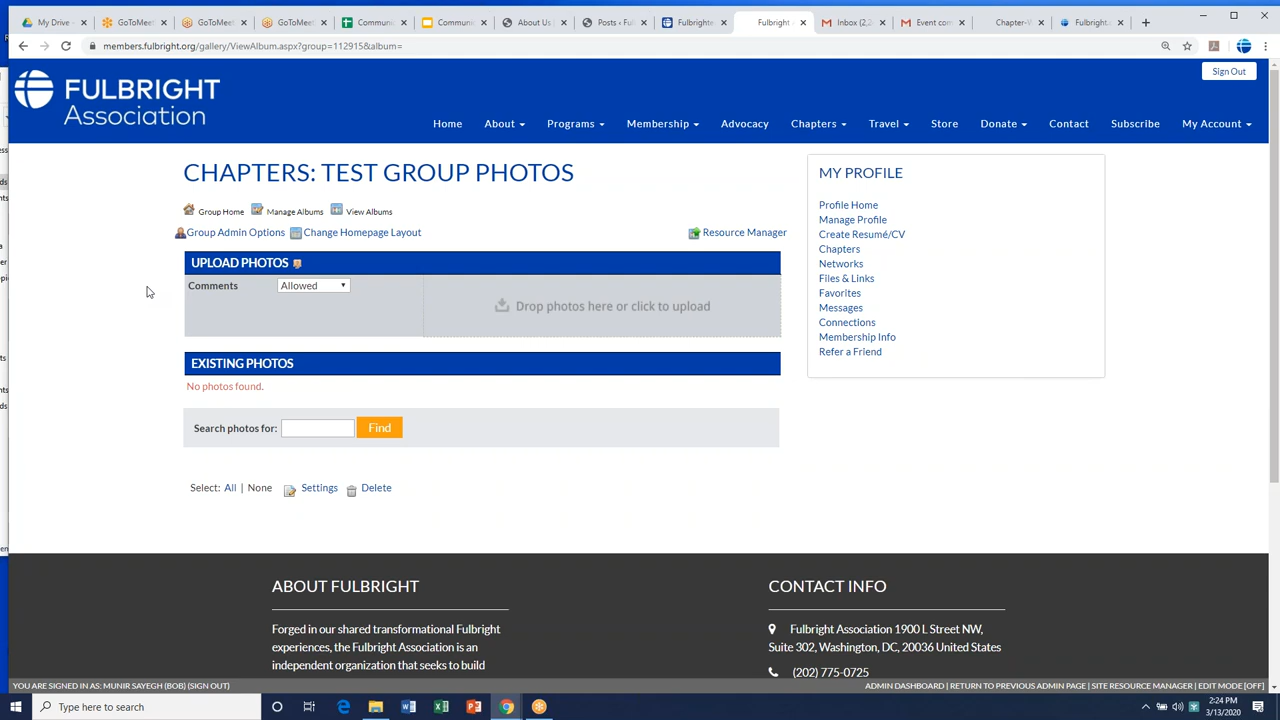 My Drive -
GoToMeet
GoToMeet
GoToMeet
Communic
Commun
About Us |
Posts ‹ Ful
Fulbrighte
Fulbright
Inbox (2,2
Event com
Chapter-V
Fulbright
members.fulbright.org/gallery/ViewAlbum.aspx?group=112915&album=
Sign Out
FULBRIGHT
Association
Home About Programs Membership Advocacy Chapters Travel Store Donate Contact Subscribe My Account
CHAPTERS: TEST GROUP PHOTOS
Group Home Manage Albums View Albums
Group Admin Options Change Homepage Layout Resource Manager
UPLOAD PHOTOS
Comments Allowed
Drop photos here or click to upload
EXISTING PHOTOS
No photos found.
Search photos for: Find
Select: All | None Settings Delete
MY PROFILE
Profile Home
Manage Profile
Create Resumé/CV
Chapters
Networks
Files & Links
Favorites
Messages
Connections
Membership Info
Refer a Friend
ABOUT FULBRIGHT
Forged in our shared transformational Fulbright
experiences, the Fulbright Association is an
independent organization that seeks to build
CONTACT INFO
Fulbright Association 1900 L Street NW,
Suite 302, Washington, DC, 20036 United States
(202) 775-0725
YOU ARE SIGNED IN AS: MUNIR SAYEGH (BOB) (SIGN OUT)
ADMIN DASHBOARD | RETURN TO PREVIOUS ADMIN PAGE | SITE RESOURCE MANAGER | EDIT MODE [OFF]
Type here to search
2:24 PM
3/13/2020